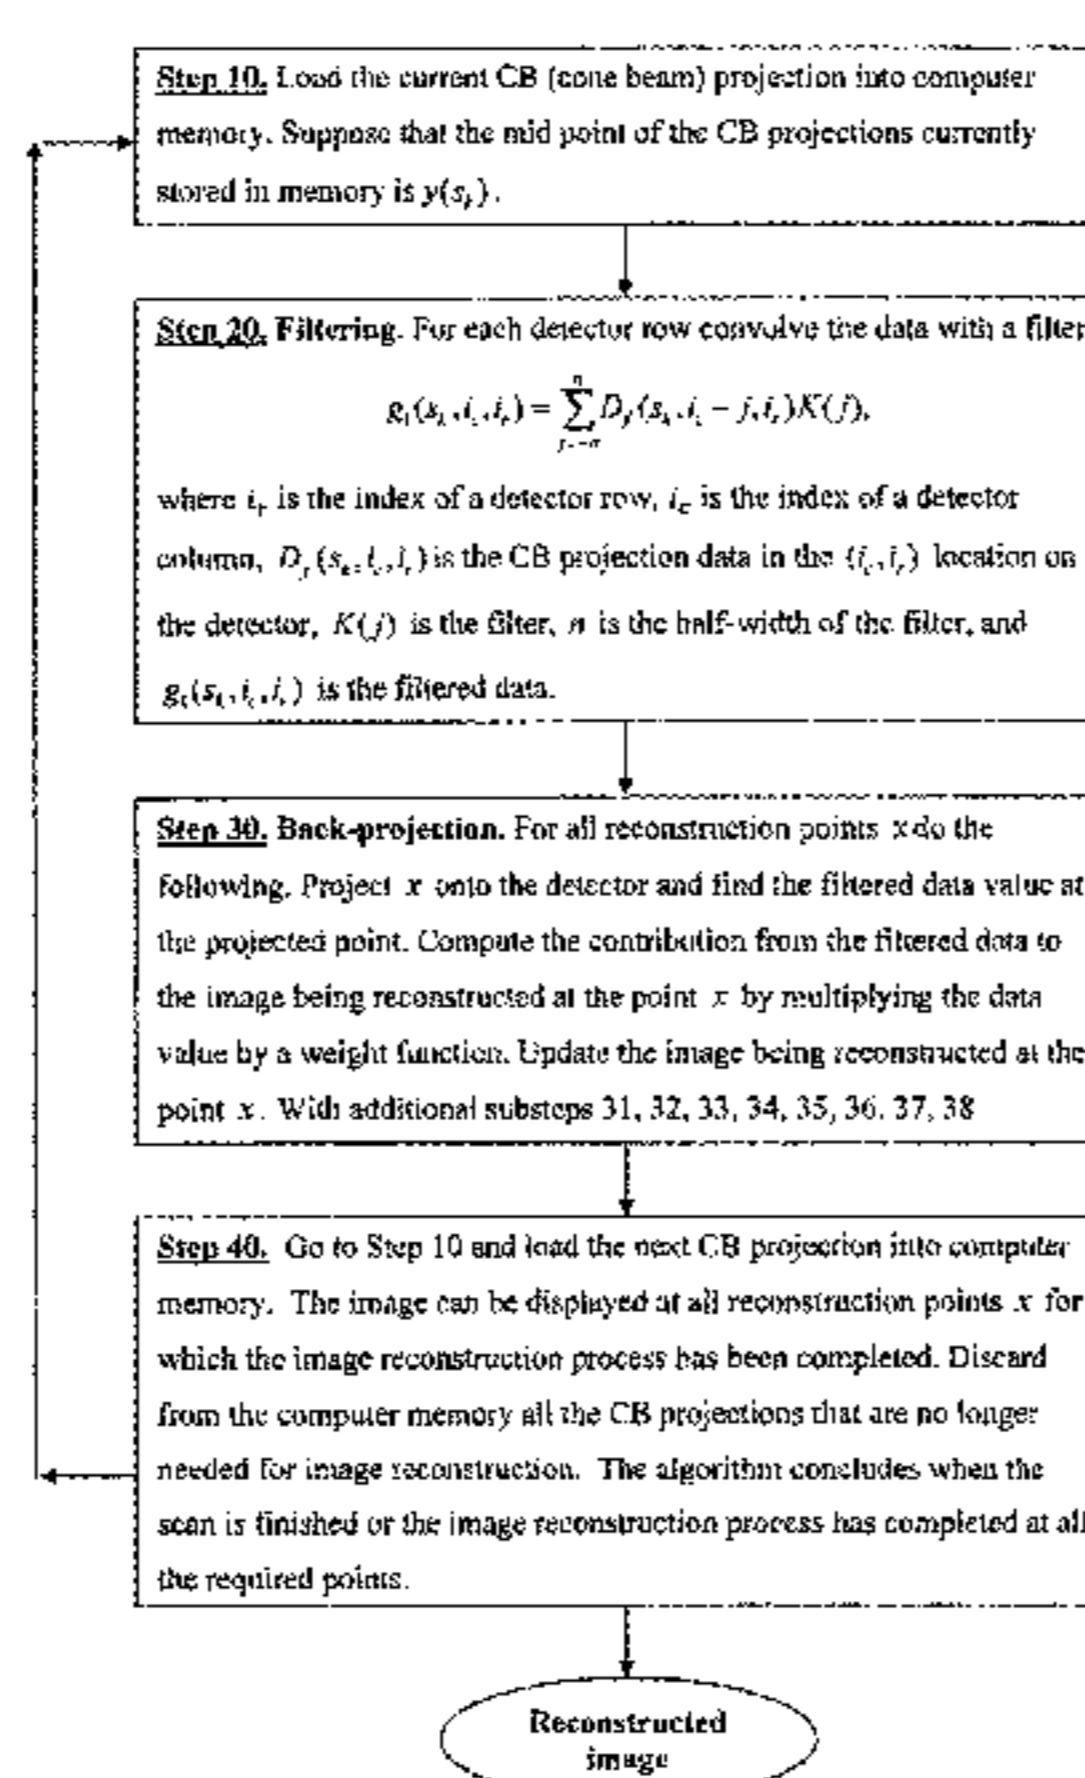 Step 10. Load the current CB (cone beam) projection into computer
memory. Suppose that the mid point of the CB projections currently
stored in memory is y(s_k).
Step 20. Filtering. For each detector row convolve the data with a filter
g_1(s_k, i_c, i_r) = ∑_{j=-n}^{n} D_f(s_k, i_c − j, i_r)K(j),
where i_r is the index of a detector row, i_c is the index of a detector
column, D_f(s_k, i_c, i_r) is the CB projection data in the (i_c, i_r) location on
the detector, K(j) is the filter, n is the half-width of the filter, and
g_1(s_k, i_c, i_r) is the filtered data.
Step 30. Back-projection. For all reconstruction points x do the
following. Project x onto the detector and find the filtered data value at
the projected point. Compute the contribution from the filtered data to
the image being reconstructed at the point x by multiplying the data
value by a weight function. Update the image being reconstructed at the
point x. With additional substeps 31, 32, 33, 34, 35, 36, 37, 38
Step 40. Go to Step 10 and load the next CB projection into computer
memory. The image can be displayed at all reconstruction points x for
which the image reconstruction process has been completed. Discard
from the computer memory all the CB projections that are no longer
needed for image reconstruction. The algorithm concludes when the
scan is finished or the image reconstruction process has completed at all
the required points.
Reconstructed
image